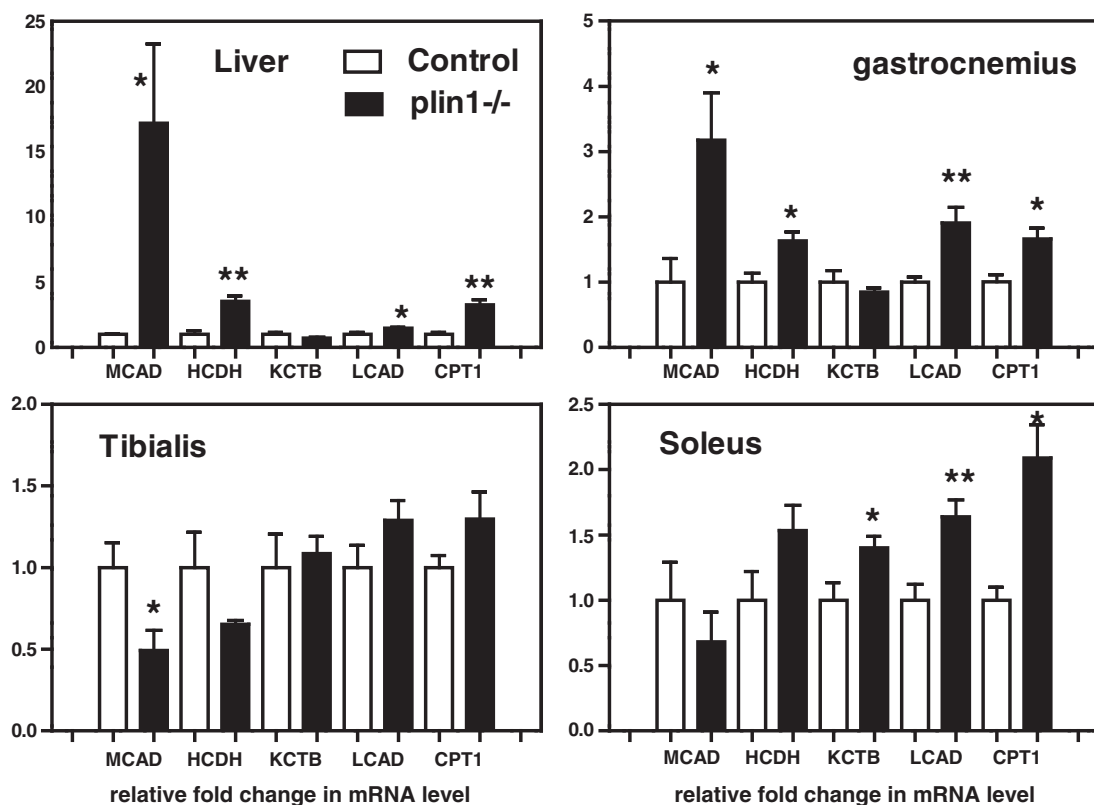 25
20
15
10
5
0
Liver
Control
plin1-/-
*
**
*
**
MCAD HCDH KCTB LCAD CPT1
5
4
3
2
1
0
gastrocnemius
*
*
**
*
MCAD HCDH KCTB LCAD CPT1
2.0
1.5
1.0
0.5
0.0
Tibialis
*
MCAD HCDH KCTB LCAD CPT1
relative fold change in mRNA level
2.5
2.0
1.5
1.0
0.5
0.0
Soleus
*
**
*
MCAD HCDH KCTB LCAD CPT1
relative fold change in mRNA level